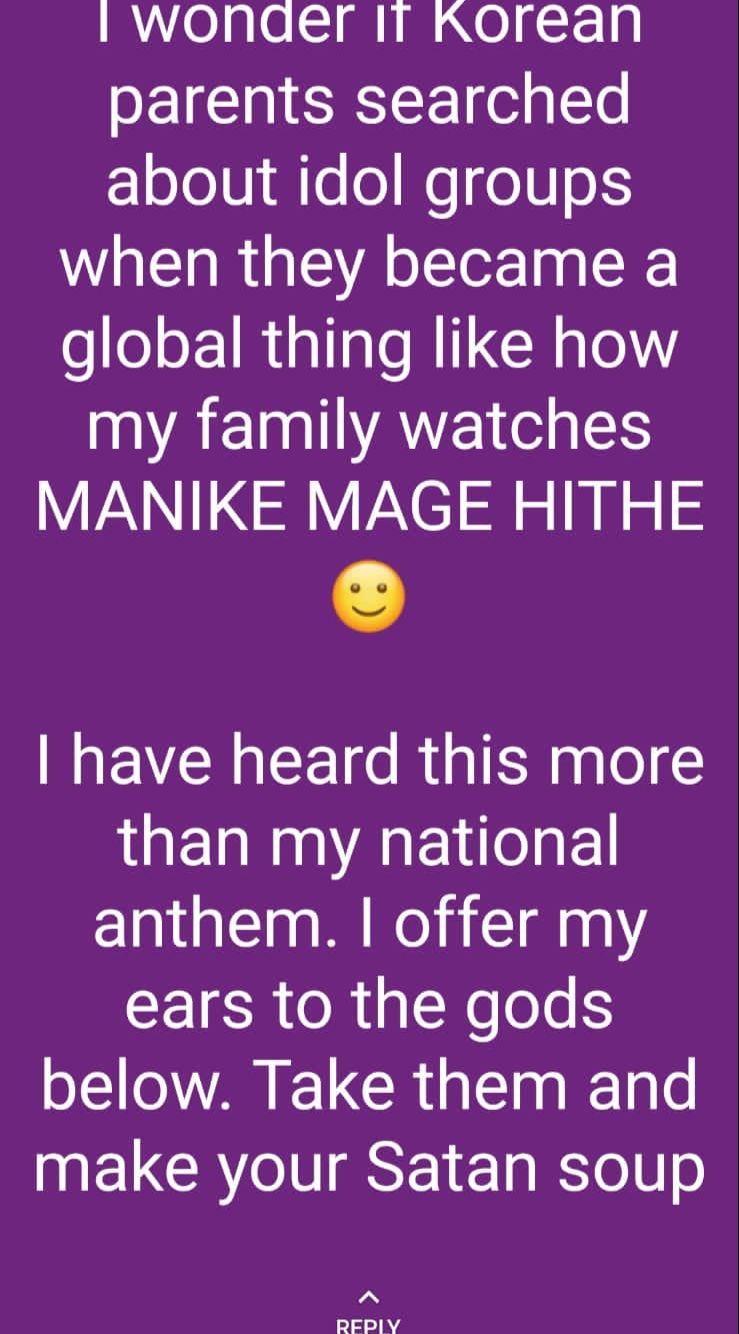 I wonder if Korean
parents searched
about idol groups
when they became a
global thing like how
my family watches
MANIKE MAGE HITHE
🙂
I have heard this more
than my national
anthem. I offer my
ears to the gods
below. Take them and
make your Satan soup
REPLY